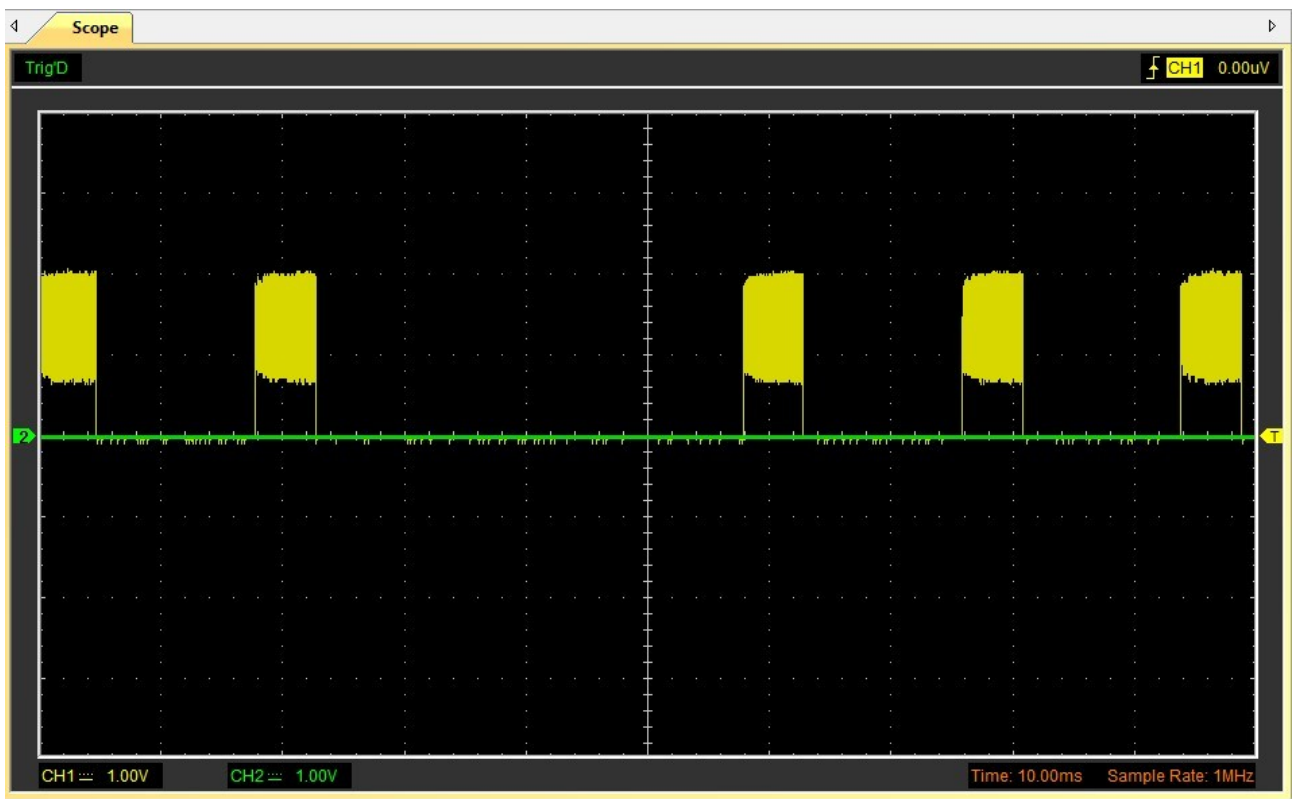 Scope
Trig'D
CH1 0.00uV
2
T
CH1 1.00V
CH2 1.00V
Time: 10.00ms Sample Rate: 1MHz